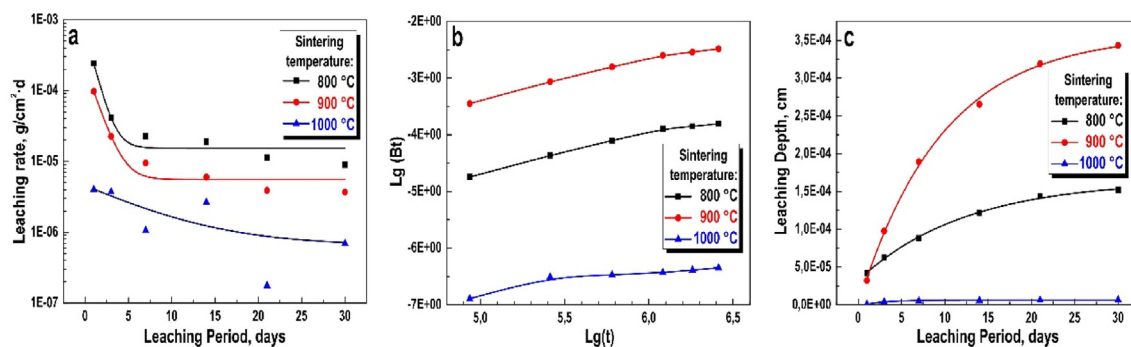 a
Leaching rate, g/cm²·d
1E-03
1E-04
1E-05
1E-06
1E-07
Sintering
temperature:
800 °C
900 °C
1000 °C
0 5 10 15 20 25 30
Leaching Period, days
b
Lg (Bt)
-2E+00
-3E+00
-4E+00
-5E+00
-6E+00
-7E+00
Sintering
temperature:
800 °C
900 °C
1000 °C
5,0 5,5 6,0 6,5
Lg(t)
c
Leaching Depth, cm
3,5E-04
3,0E-04
2,5E-04
2,0E-04
1,5E-04
1,0E-04
5,0E-05
0,0E+00
Sintering
temperature:
800 °C
900 °C
1000 °C
0 5 10 15 20 25 30
Leaching Period, days